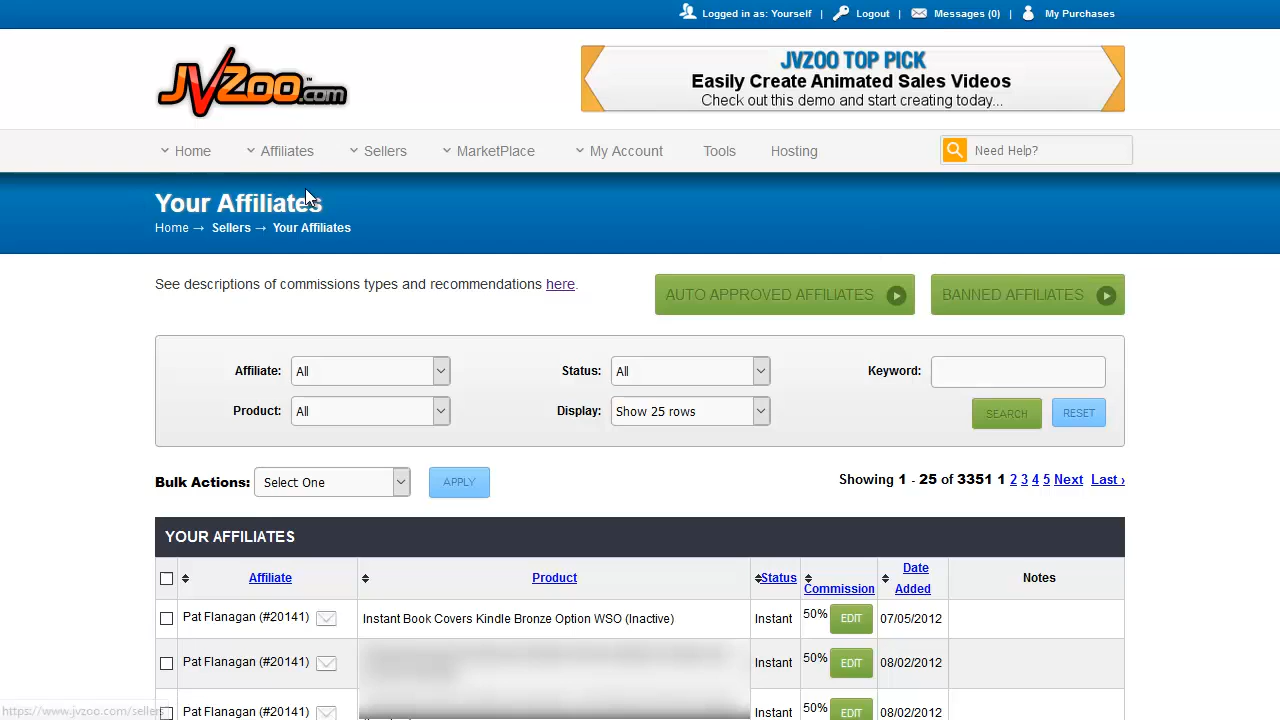 Logged in as: Yourself | Logout | Messages (0) | My Purchases |
JVZoo.com™
JVZOO TOP PICK
Easily Create Animated Sales Videos
Check out this demo and start creating today...
Home Affiliates Sellers MarketPlace My Account Tools Hosting Need Help?
Your Affiliates
Home → Sellers → Your Affiliates
See descriptions of commissions types and recommendations here.
AUTO APPROVED AFFILIATES BANNED AFFILIATES
Affiliate: All Status: All Keyword:
Product: All Display: Show 25 rows SEARCH RESET
Bulk Actions: Select One APPLY Showing 1 - 25 of 3351 1 2 3 4 5 Next Last ›
YOUR AFFILIATES
Affiliate Product Status Commission Date Added Notes
Pat Flanagan (#20141) Instant Book Covers Kindle Bronze Option WSO (Inactive) Instant 50% EDIT 07/05/2012
Pat Flanagan (#20141) Instant 50% EDIT 08/02/2012
Pat Flanagan (#20141) Instant 50% EDIT 08/02/2012
https://www.jvzoo.com/sellers